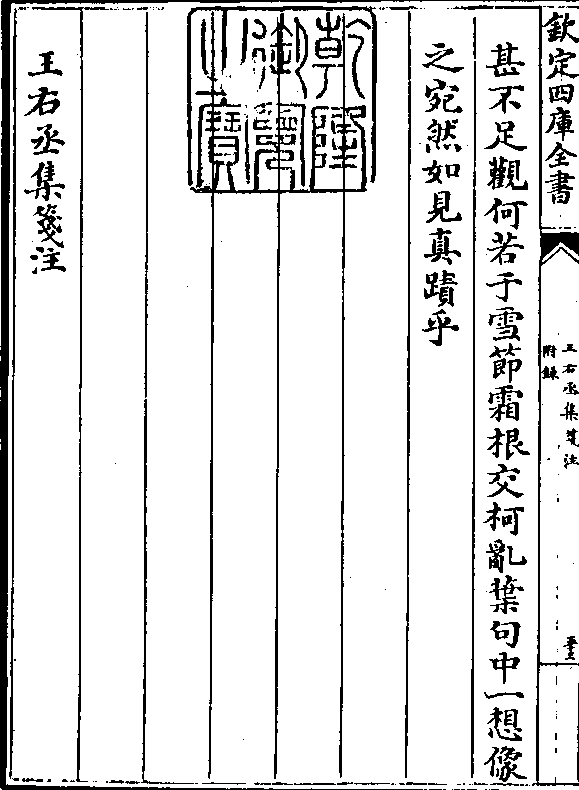 欽定四庫全書
王右丞集箋注
附錄
甚不足觀何若于雪節霜根交柯亂葉句中一想像
之宛然如見真蹟乎
乾隆御覽之寶
王右丞集箋注